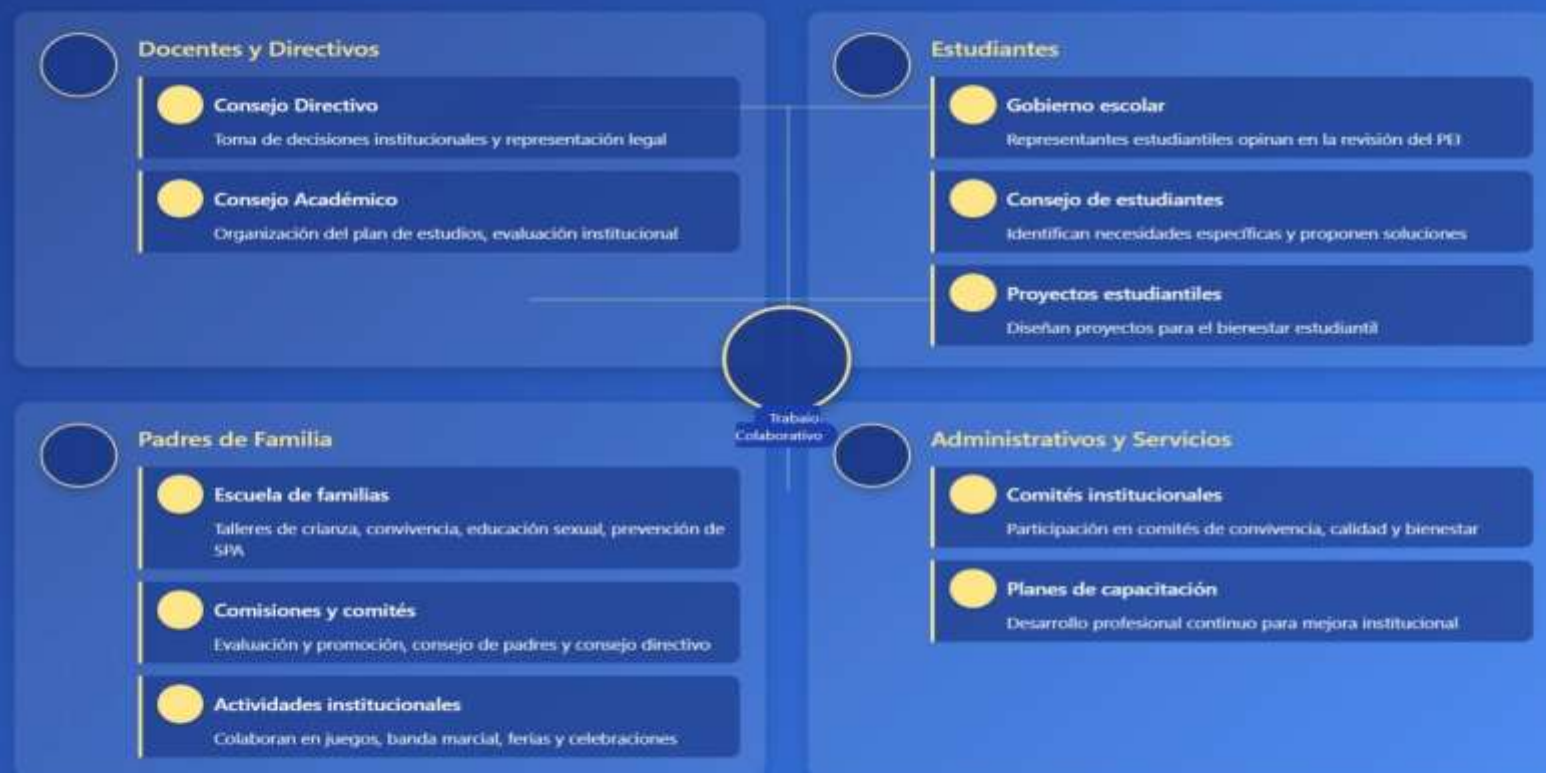 Docentes y Directivos
Consejo Directivo
Toma de decisiones institucionales y representación legal
Consejo Académico
Organización del plan de estudios, evaluación institucional
Estudiantes
Gobierno escolar
Representantes estudiantiles opinan en la revisión del PEI
Consejo de estudiantes
Identifican necesidades específicas y proponen soluciones
Proyectos estudiantiles
Diseñan proyectos para el bienestar estudiantil
Trabajo
Colaborativo
Padres de Familia
Escuela de familias
Talleres de crianza, convivencia, educación sexual, prevención de
SPA
Comisiones y comités
Evaluación y promoción, consejo de padres y consejo directivo
Actividades institucionales
Colaboran en juegos, banda marcial, ferias y celebraciones
Administrativos y Servicios
Comités institucionales
Participación en comités de convivencia, calidad y bienestar
Planes de capacitación
Desarrollo profesional continuo para mejora institucional